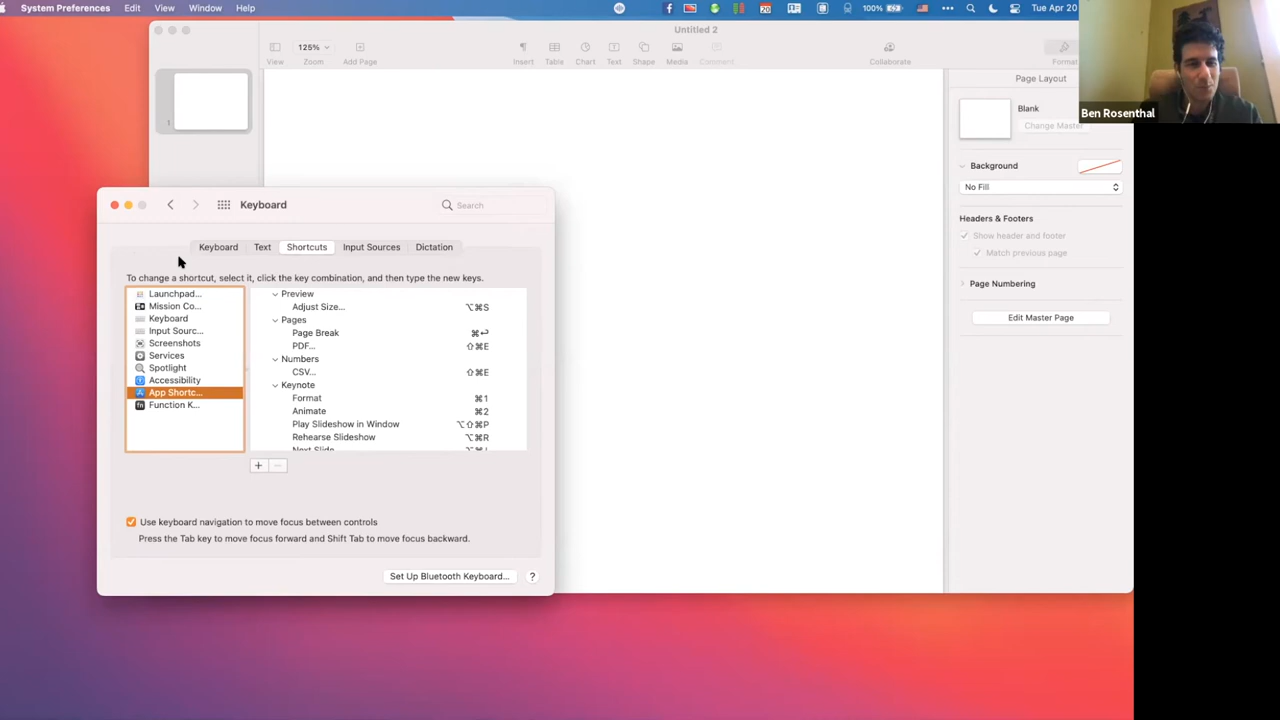 System Preferences Edit View Window Help
100%
Tue Apr 20
Untitled 2
125%
View Zoom Add Page Insert Table Chart Text Shape Media Comment Collaborate Format
Page Layout
1
Blank
Change Master
Ben Rosenthal
Background
No Fill
Headers & Footers
Show header and footer
Match previous page
Page Numbering
Edit Master Page
Keyboard
Search
Keyboard Text Shortcuts Input Sources Dictation
To change a shortcut, select it, click the key combination, and then type the new keys.
Launchpad...
Mission Co...
Keyboard
Input Sourc...
Screenshots
Services
Spotlight
Accessibility
App Shortc...
Function K...
Preview
Adjust Size... ⌥⌘S
Pages
Page Break ⌘↩
PDF... ⇧⌘E
Numbers
CSV... ⇧⌘E
Keynote
Format ⌘1
Animate ⌘2
Play Slideshow in Window ⌥⇧⌘P
Rehearse Slideshow ⌥⌘R
Next Slide
+ −
Use keyboard navigation to move focus between controls
Press the Tab key to move focus forward and Shift Tab to move focus backward.
Set Up Bluetooth Keyboard... ?